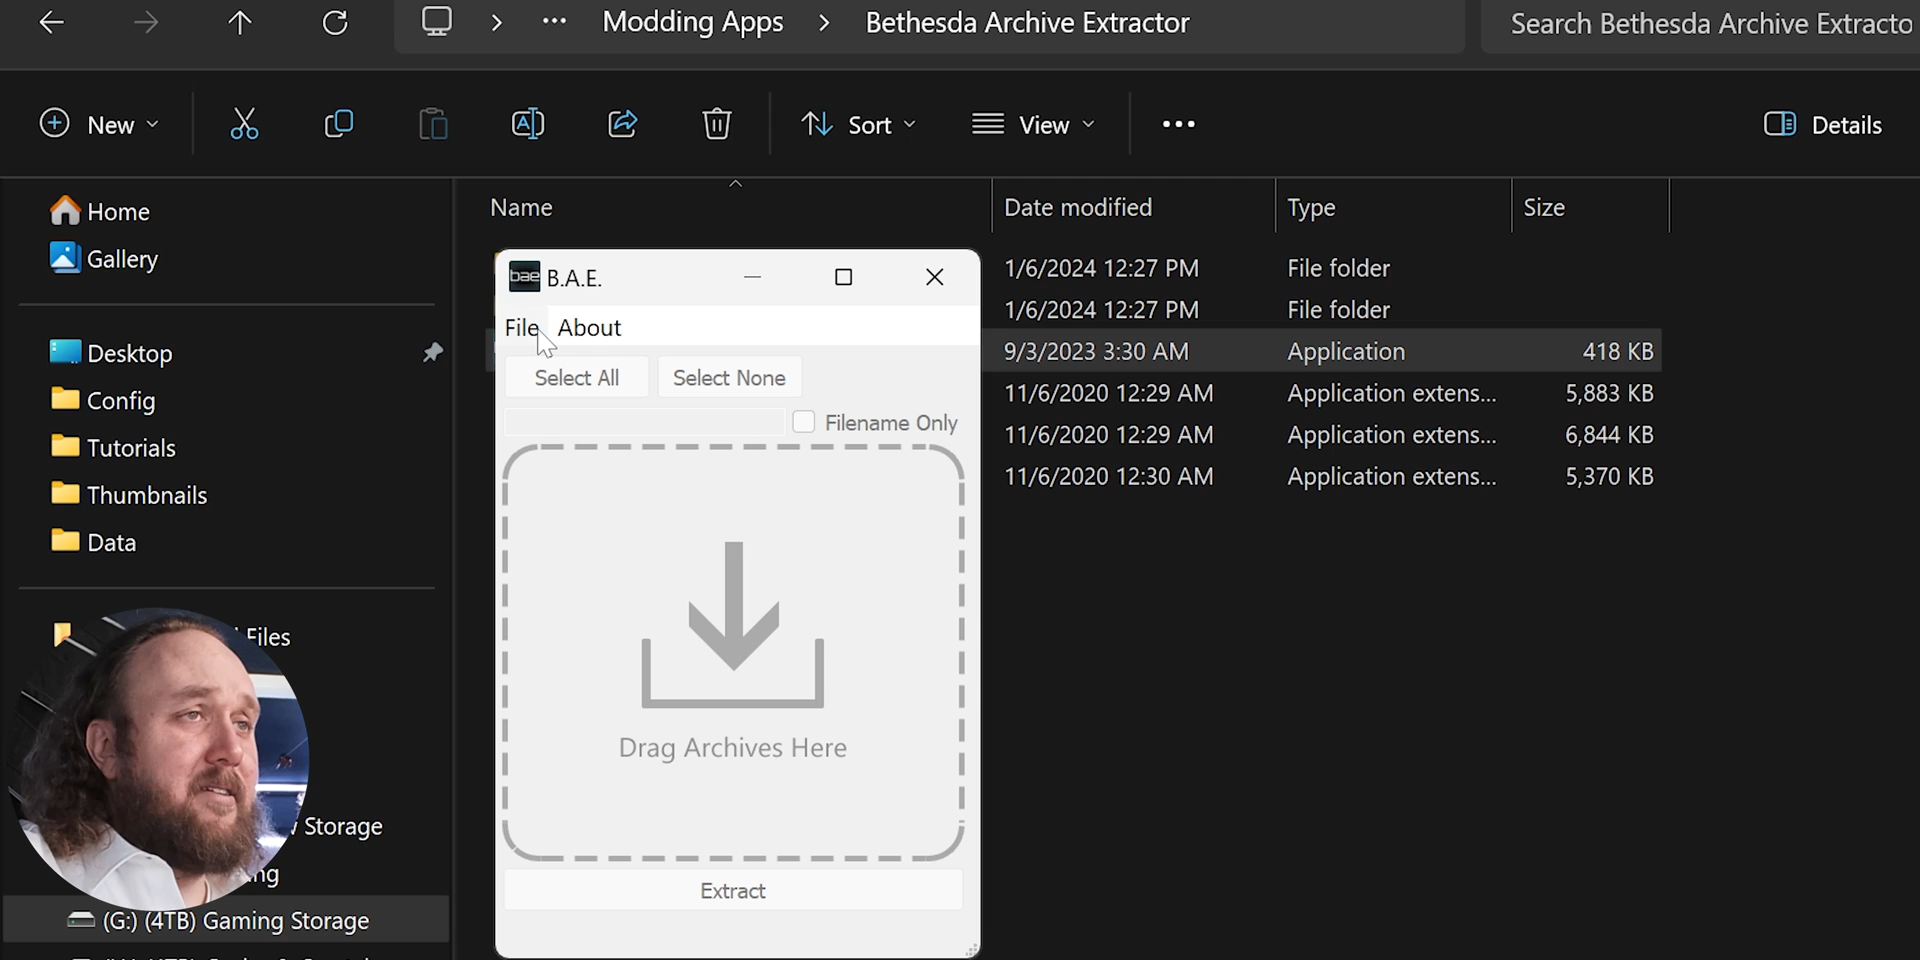 Modding Apps
Bethesda Archive Extractor
Search Bethesda Archive Extracto
New
Sort
View
Details
Home
Gallery
Desktop
Config
Tutorials
Thumbnails
Data
Files
Storage
(G:) (4TB) Gaming Storage
Name
Date modified
Type
Size
1/6/2024 12:27 PM
File folder
1/6/2024 12:27 PM
File folder
9/3/2023 3:30 AM
Application
418 KB
11/6/2020 12:29 AM
Application extens...
5,883 KB
11/6/2020 12:29 AM
Application extens...
6,844 KB
11/6/2020 12:30 AM
Application extens...
5,370 KB
bae
B.A.E.
File
About
Select All
Select None
Filename Only
Drag Archives Here
Extract